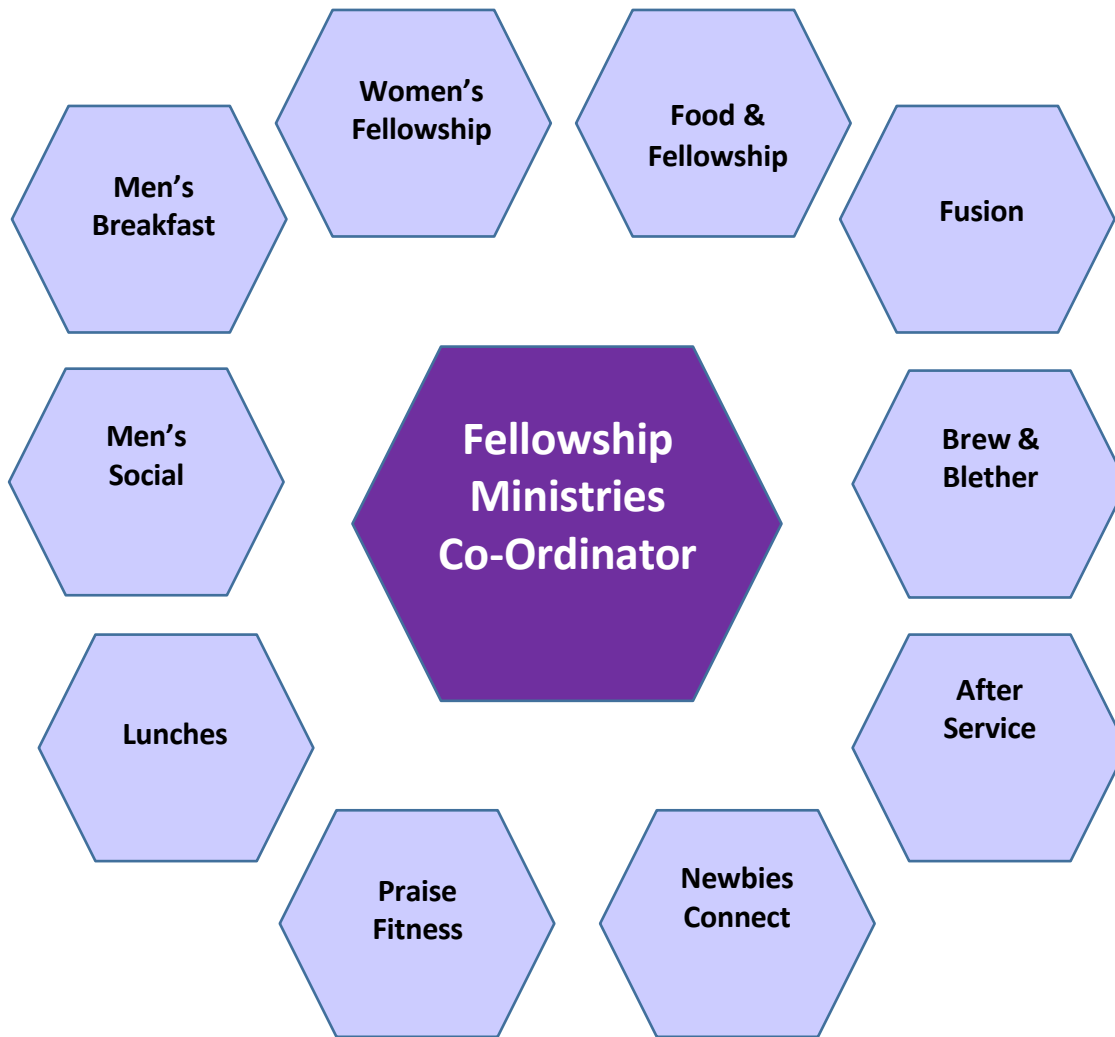 Women’s
Fellowship
Food &
Fellowship
Men’s
Breakfast
Fusion
Men’s
Social
Fellowship
Ministries
Co-Ordinator
Brew &
Blether
Lunches
After
Service
Praise
Fitness
Newbies
Connect